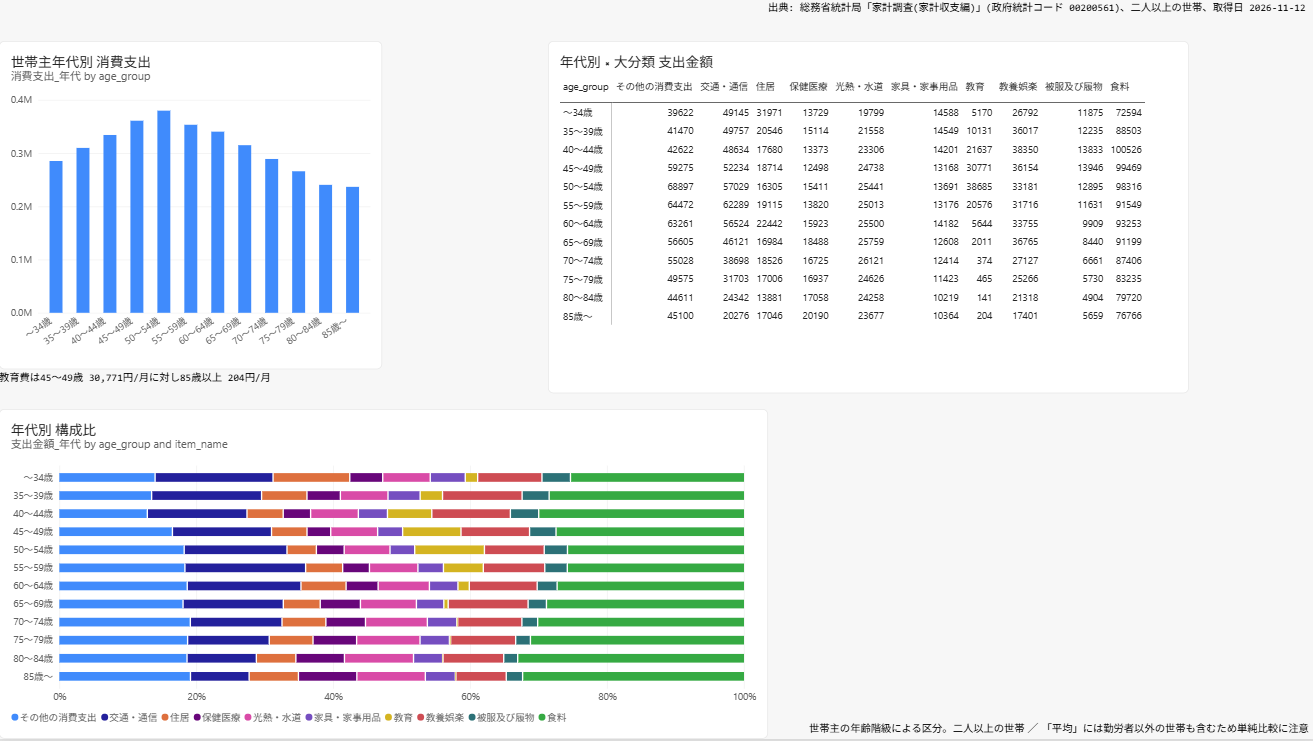 出典: 総務省統計局「家計調査(家計収支編)」(政府統計コード 00200561)、二人以上の世帯、取得日 2026-11-12
世帯主年代別 消費支出
消費支出_年代 by age_group
0.4M
0.3M
0.2M
0.1M
0.0M
～34歳 35～39歳 40～44歳 45～49歳 50～54歳 55～59歳 60～64歳 65～69歳 70～74歳 75～79歳 80～84歳 85歳～
教育費は45～49歳 30,771円/月に対し85歳以上 204円/月
年代別・大分類 支出金額
age_group その他の消費支出 交通・通信 住居 保健医療 光熱・水道 家具・家事用品 教育 教養娯楽 被服及び履物 食料
～34歳 39622 49145 31971 13729 19799 14588 5170 26792 11875 72594
35～39歳 41470 49757 20546 15114 21558 14549 10131 36017 12235 88503
40～44歳 42622 48634 17680 13373 23306 14201 21637 38350 13833 100526
45～49歳 59275 52234 18714 12498 24738 13168 30771 36154 13946 99469
50～54歳 68897 57029 16305 15411 25441 13691 38685 33181 12895 98316
55～59歳 64472 62289 19115 13820 25013 13176 20576 31716 11631 91549
60～64歳 63261 56524 22442 15923 25500 14182 5644 33755 9909 93253
65～69歳 56605 46121 16984 18488 25759 12608 2011 36765 8440 91199
70～74歳 55028 38698 18526 16725 26121 12414 374 27127 6661 87406
75～79歳 49575 31703 17006 16937 24626 11423 465 25266 5730 83235
80～84歳 44611 24342 13881 17058 24258 10219 141 21318 4904 79720
85歳～ 45100 20276 17046 20190 23677 10364 204 17401 5659 76766
年代別 構成比
支出金額_年代 by age_group and item_name
～34歳
35～39歳
40～44歳
45～49歳
50～54歳
55～59歳
60～64歳
65～69歳
70～74歳
75～79歳
80～84歳
85歳～
0% 20% 40% 60% 80% 100%
その他の消費支出 交通・通信 住居 保健医療 光熱・水道 家具・家事用品 教育 教養娯楽 被服及び履物 食料
世帯主の年齢階級による区分。二人以上の世帯 ／ 「平均」には勤労者以外の世帯も含むため単純比較に注意